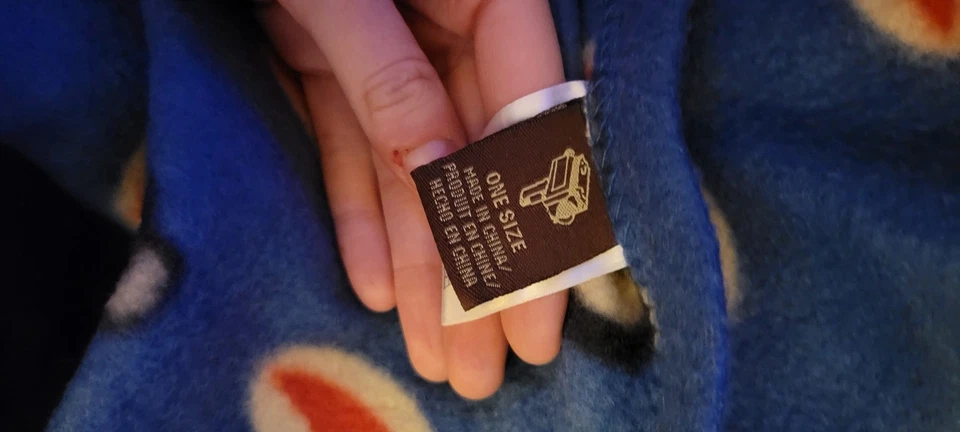 ONE SIZE
MADE IN CHINA/
PRODUIT EN CHINE/
HECHO EN CHINA